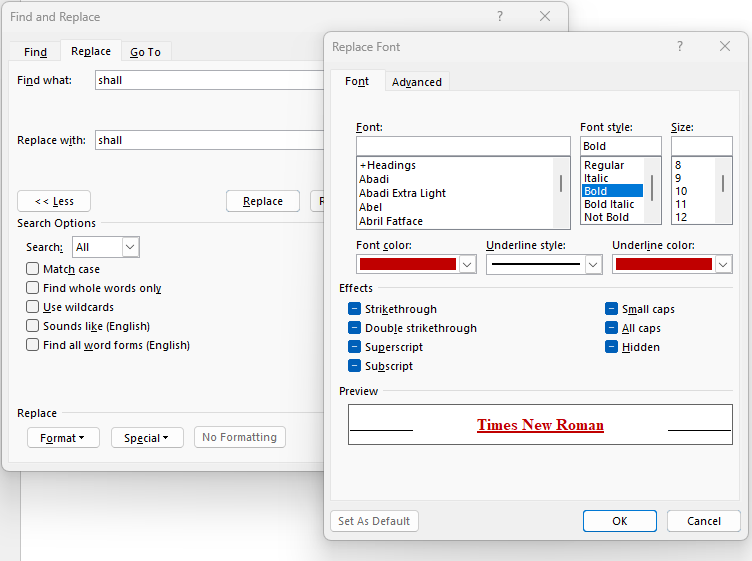 Find and Replace
?
Find
Replace
Go To
Find what:
shall
Replace with:
shall
<< Less
Replace
Search Options
Search:
All
Match case
Find whole words only
Use wildcards
Sounds like (English)
Find all word forms (English)
Replace
Format
Special
No Formatting
Replace Font
?
Font
Advanced
Font:
+Headings
Abadi
Abadi Extra Light
Abel
Abril Fatface
Font style:
Bold
Regular
Italic
Bold
Bold Italic
Not Bold
Size:
8
9
10
11
12
Font color:
Underline style:
Underline color:
Effects
Strikethrough
Double strikethrough
Superscript
Subscript
Small caps
All caps
Hidden
Preview
Times New Roman
Set As Default
OK
Cancel